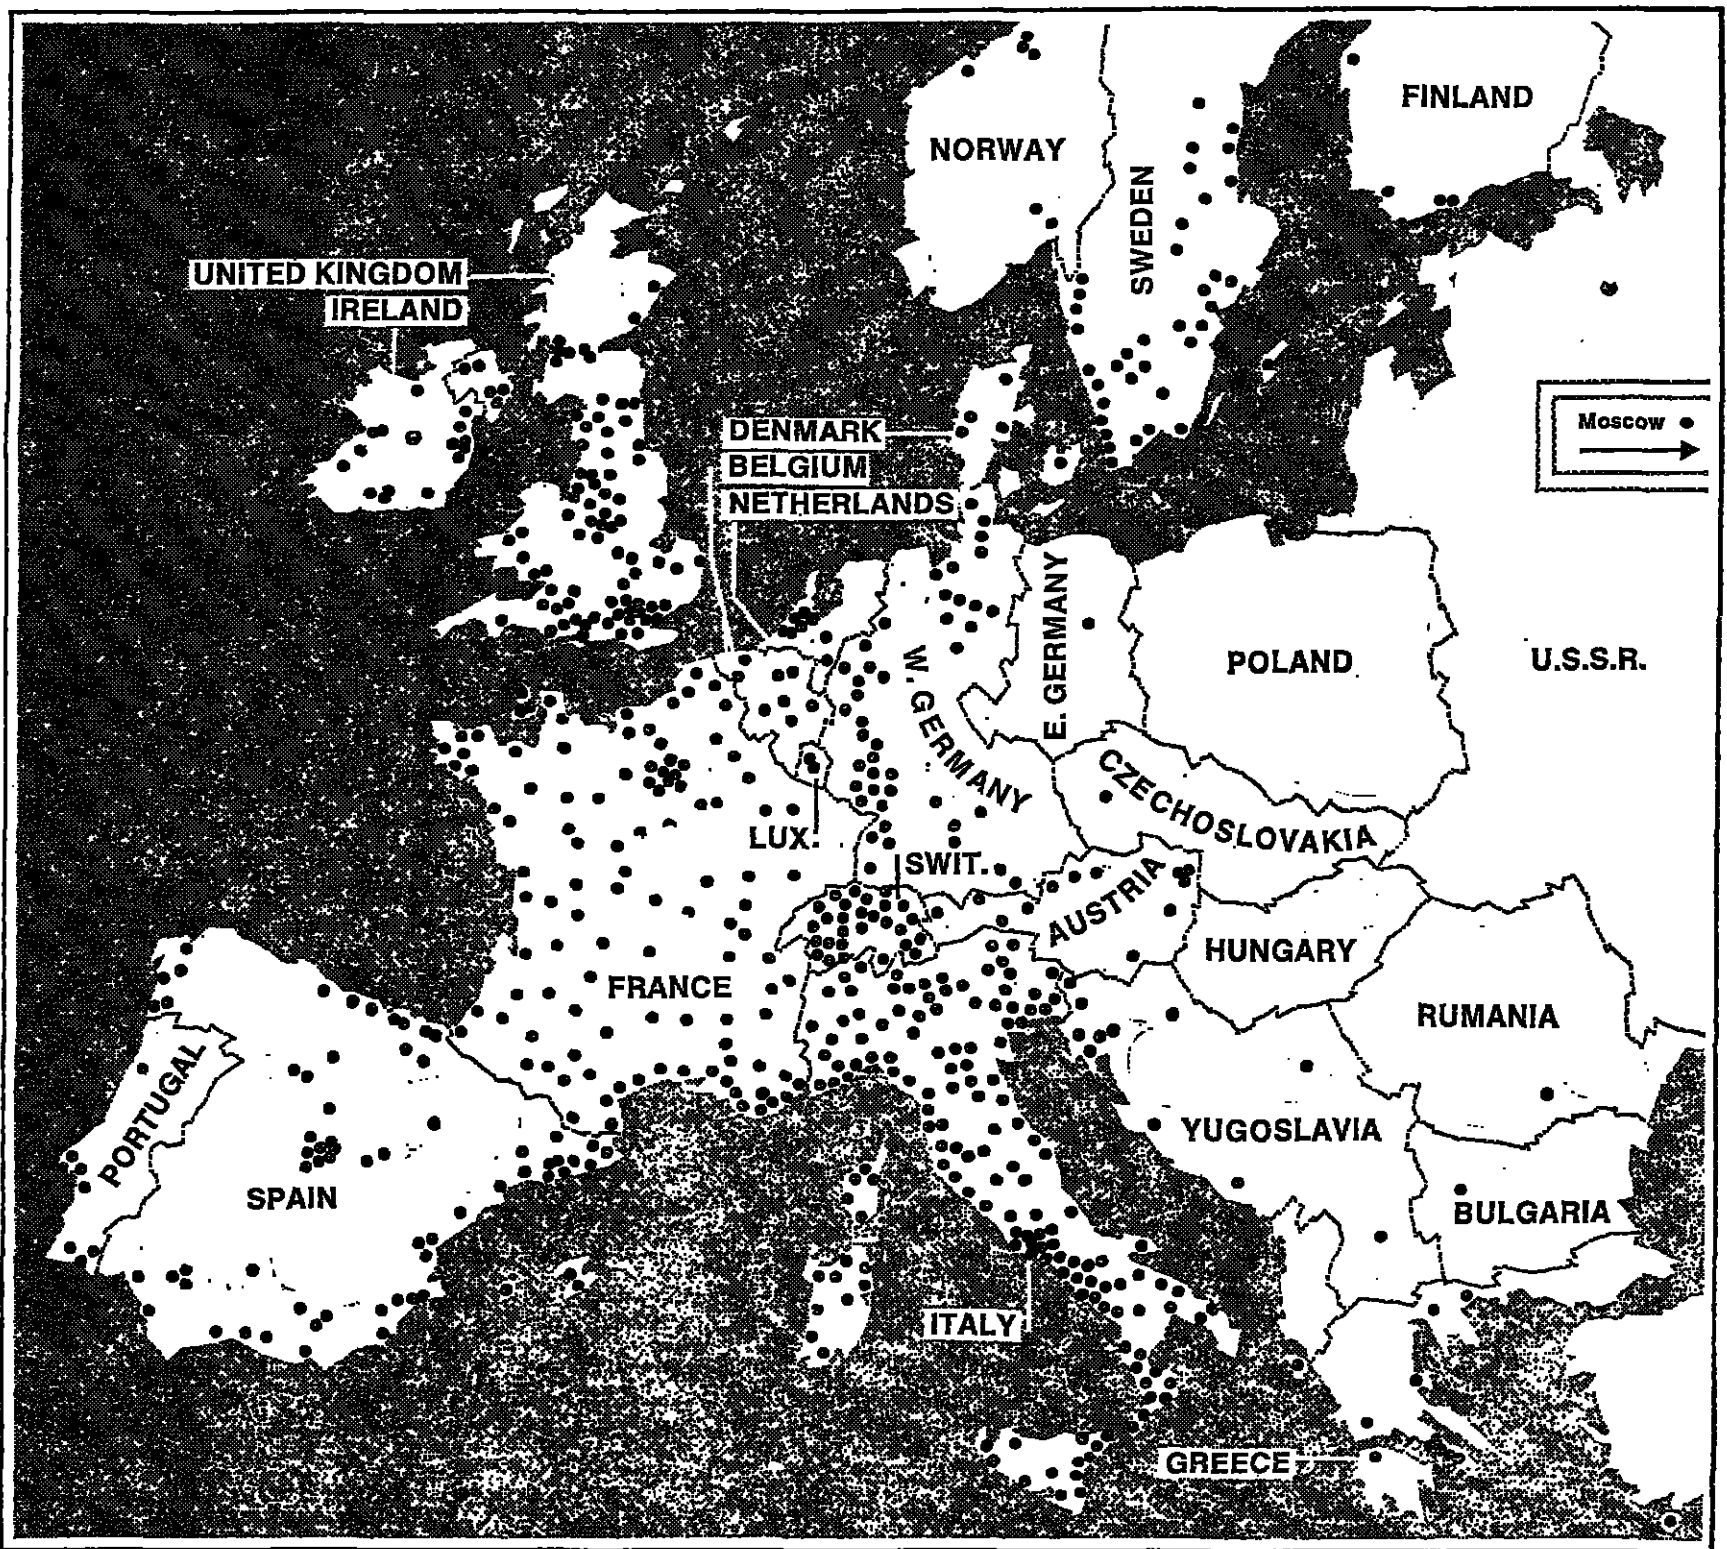 FINLAND
NORWAY
SWEDEN
UNITED KINGDOM
IRELAND
Moscow
DENMARK
BELGIUM
NETHERLANDS
W. GERMANY
E. GERMANY
POLAND
U.S.S.R.
CZECHOSLOVAKIA
LUX.
SWIT.
AUSTRIA
HUNGARY
FRANCE
RUMANIA
PORTUGAL
YUGOSLAVIA
SPAIN
BULGARIA
ITALY
GREECE